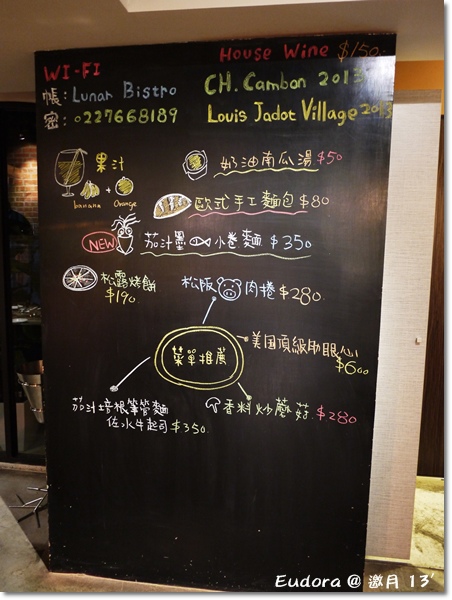 House Wine $150.
WI-FI
帳: Lunar Bistro
CH. Cambon 2013
密: 0227668189
Louis Jadot Village 2013
果汁
banana + Orange
奶油南瓜湯 $50
歐式手工麵包 $80
NEW
茄汁墨小卷麵 $350
松露烤餅
$190
松阪肉捲 $280
菜單推薦
美国頂級肋眼心
$600
茄汁培根筆管麵
佐水牛起司 $350.
香料炒蘑菇 $280
Eudora @ 邀月 13'